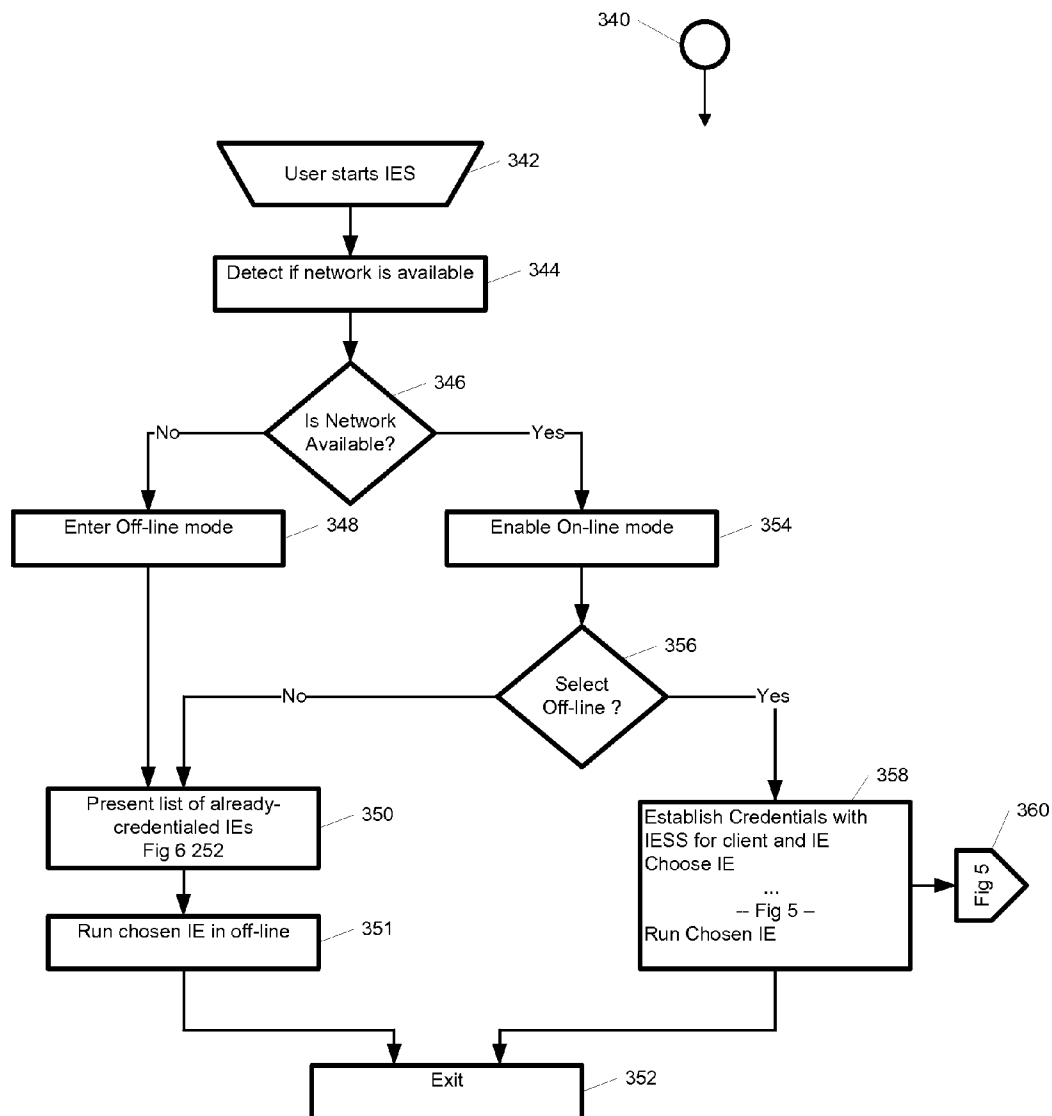 340
User starts IES
342
Detect if network is available
344
346
Is Network
Available?
No
Yes
Enter Off-line mode
348
Enable On-line mode
354
356
Select
Off-line ?
No
Yes
358
Present list of already-
credentialed IEs
Fig 6 252
350
Establish Credentials with
IESS for client and IE
Choose IE
...
-- Fig 5 –
Run Chosen IE
360
Fig 5
Run chosen IE in off-line
351
Exit
352